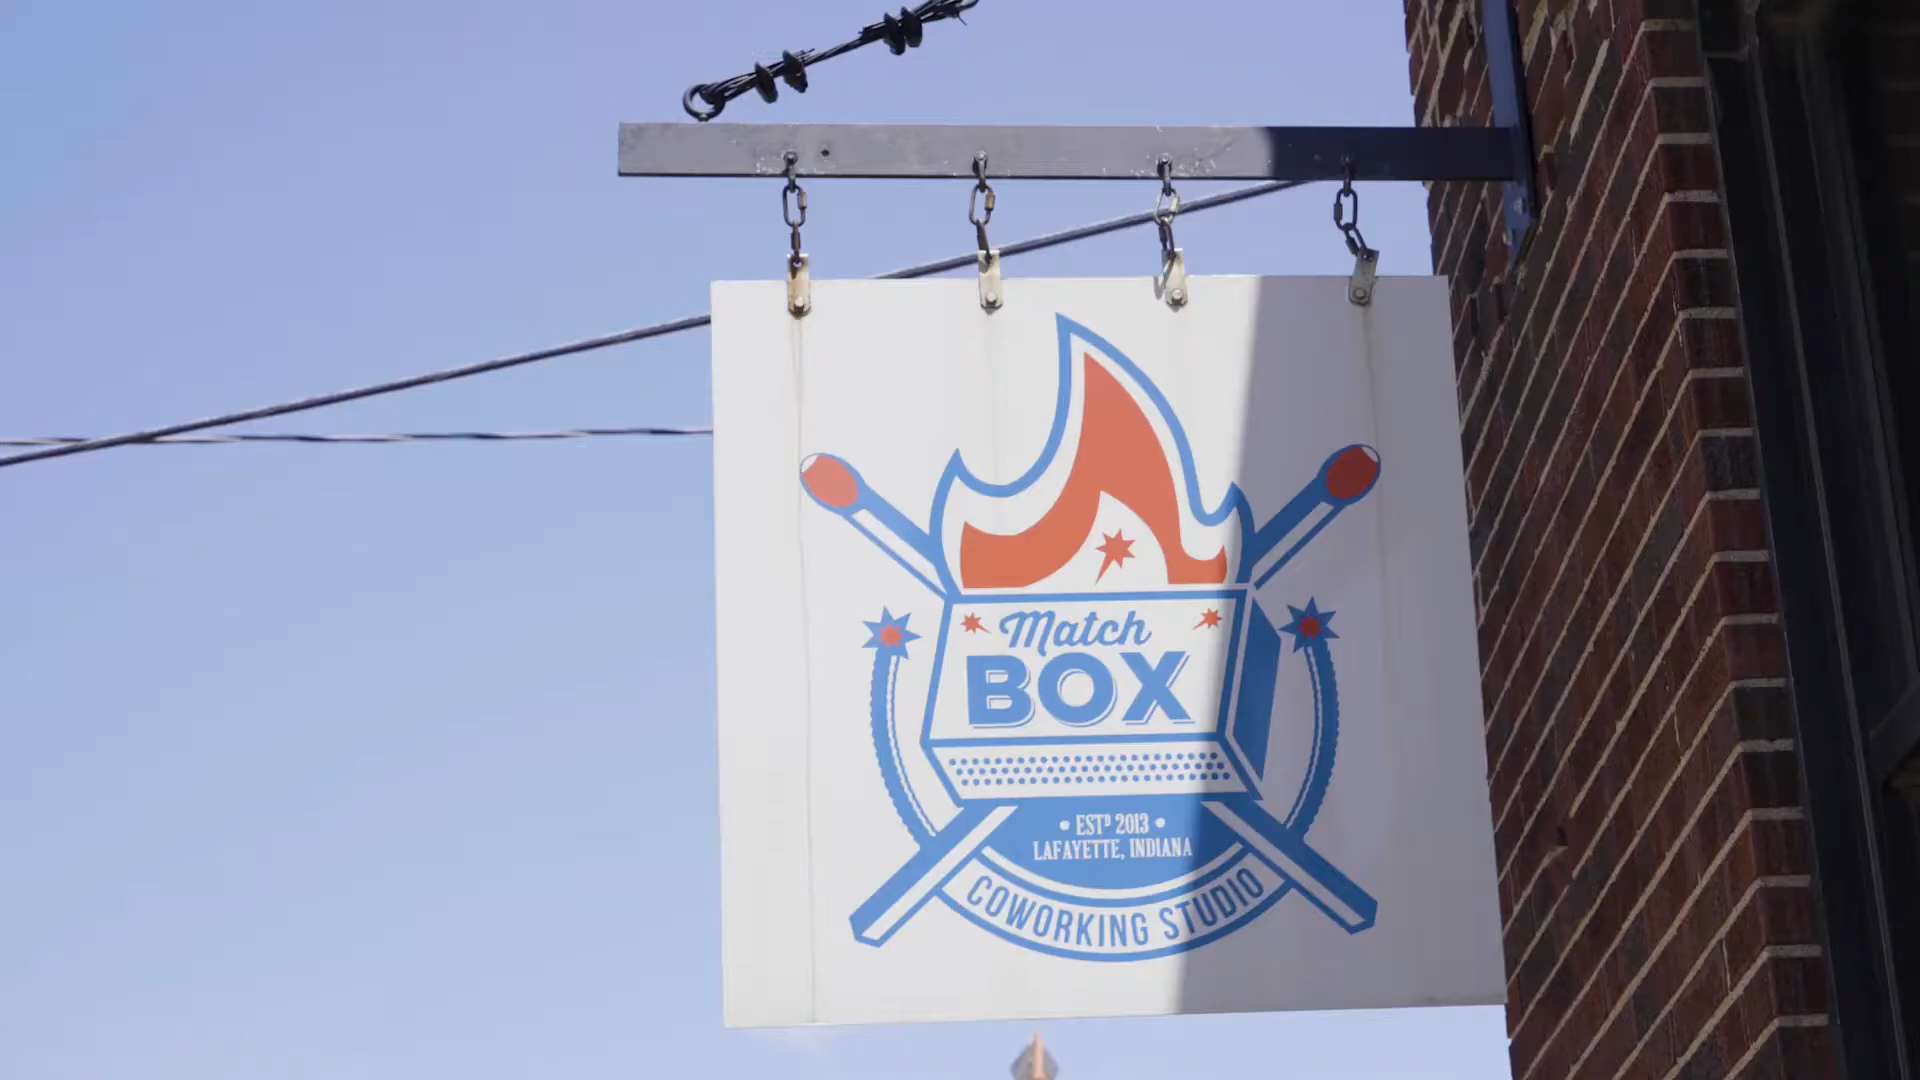 Match
BOX
• ESTᴰ 2013 •
LAFAYETTE, INDIANA
COWORKING STUDIO